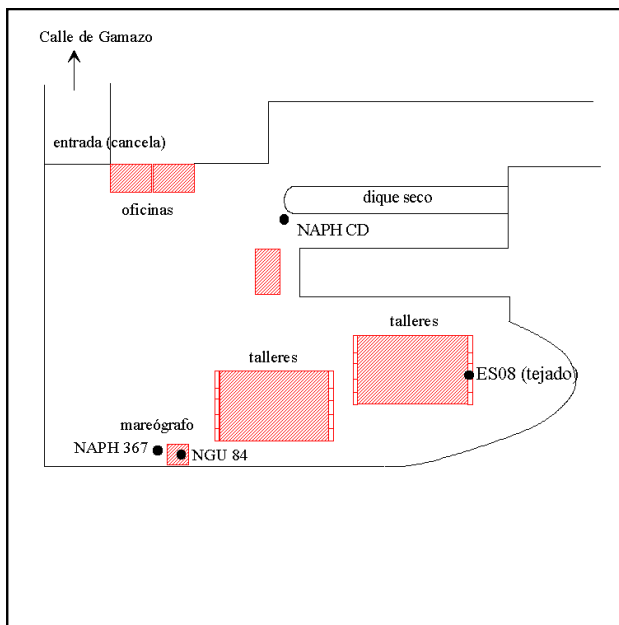 Calle de Gamazo
entrada (cancela)
oficinas
dique seco
NAPH CD
talleres
talleres
ES08 (tejado)
mareógrafo
NAPH 367
NGU 84